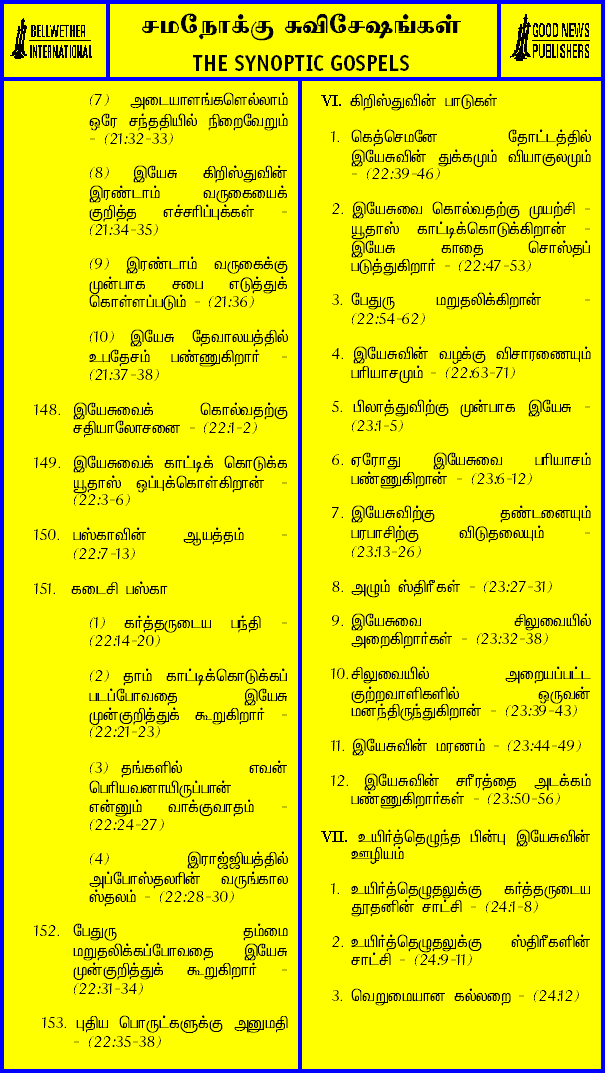 BELLWETHER
INTERNATIONAL
சமநோக்கு சுவிசேஷங்கள்
THE SYNOPTIC GOSPELS
GOOD NEWS
PUBLISHERS
(7) அடையாளங்களெல்லாம்
ஒரே சந்ததியில் நிறைவேறும்
- (21:32-33)
(8) இயேசு கிறிஸ்துவின்
இரண்டாம் வருகையைக்
குறித்த எச்சரிப்புக்கள் -
(21:34-35)
(9) இரண்டாம் வருகைக்கு
முன்பாக சபை எடுத்துக்
கொள்ளப்படும் - (21:36)
(10) இயேசு தேவாலயத்தில்
உபதேசம் பண்ணுகிறார் -
(21:37-38)
148. இயேசுவைக் கொல்வதற்கு
சதியாலோசனை - (22:1-2)
149. இயேசுவைக் காட்டிக் கொடுக்க
யூதாஸ் ஒப்புக்கொள்கிறான் -
(22:3-6)
150. பஸ்காவின் ஆயத்தம் -
(22:7-13)
151. கடைசி பஸ்கா
(1) கர்த்தருடைய பந்தி -
(22:14-20)
(2) தாம் காட்டிக்கொடுக்கப்
படப்போவதை இயேசு
முன்குறித்துக் கூறுகிறார் -
(22:21-23)
(3) தங்களில் எவன்
பெரியவனாயிருப்பான்
என்னும் வாக்குவாதம் -
(22:24-27)
(4) இராஜ்ஜியத்தில்
அப்போஸ்தலரின் வருங்கால
ஸ்தலம் - (22:28-30)
152. பேதுரு தம்மை
மறுதலிக்கப்போவதை இயேசு
முன்குறித்துக் கூறுகிறார் -
(22:31-34)
153. புதிய பொருட்களுக்கு அனுமதி
- (22:35-38)
VI. கிறிஸ்துவின் பாடுகள்
1. கெத்செமனே தோட்டத்தில்
இயேசுவின் துக்கமும் வியாகுலமும்
- (22:39-46)
2. இயேசுவை கொல்வதற்கு முயற்சி -
யூதாஸ் காட்டிக்கொடுக்கிறான் -
இயேசு காதை சொஸ்தப்
படுத்துகிறார் - (22:47-53)
3. பேதுரு மறுதலிக்கிறான் -
(22:54-62)
4. இயேசுவின் வழக்கு விசாரணையும்
பரியாசமும் - (22:63-71)
5. பிலாத்துவிற்கு முன்பாக இயேசு -
(23:1-5)
6. ஏரோது இயேசுவை பரியாசம்
பண்ணுகிறான் - (23:6-12)
7. இயேசுவிற்கு தண்டனையும்
பரபாசிற்கு விடுதலையும் -
(23:13-26)
8. அழும் ஸ்திரீகள் - (23:27-31)
9. இயேசுவை சிலுவையில்
அறைகிறார்கள் - (23:32-38)
10.சிலுவையில் அறையப்பட்ட
குற்றவாளிகளில் ஒருவன்
மனந்திருந்துகிறான் - (23:39-43)
11. இயேசுவின் மரணம் - (23:44-49)
12. இயேசுவின் சரீரத்தை அடக்கம்
பண்ணுகிறார்கள் - (23:50-56)
VII. உயிர்த்தெழுந்த பின்பு இயேசுவின்
ஊழியம்
1. உயிர்த்தெழுதலுக்கு கர்த்தருடைய
தூதனின் சாட்சி - (24:1-8)
2. உயிர்த்தெழுதலுக்கு ஸ்திரீகளின்
சாட்சி - (24:9-11)
3. வெறுமையான கல்லறை - (24:12)